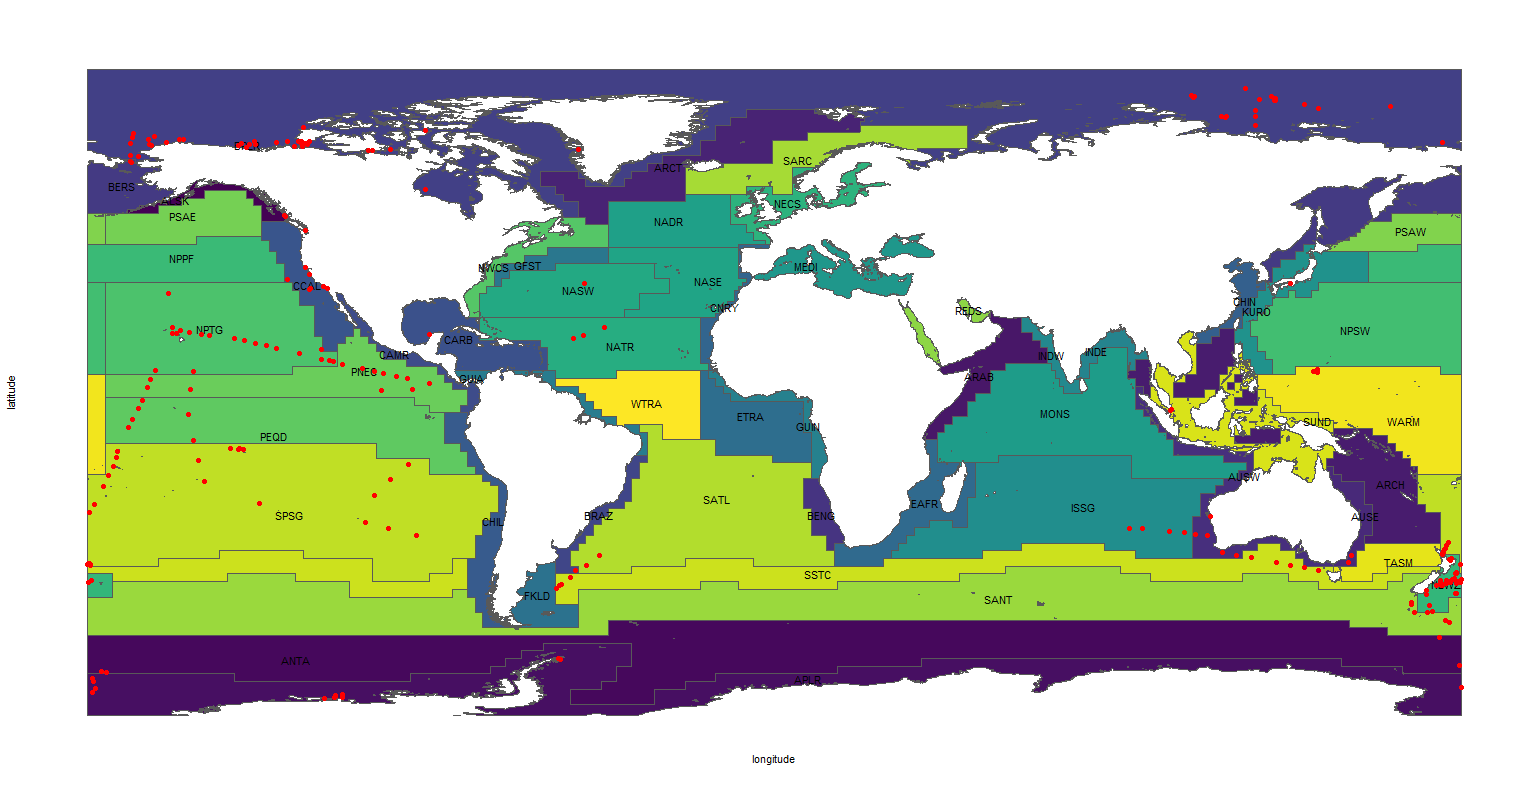 SARC
ARCT
BERS
ALSK
NECS
PSAE
NADR
PSAW
NPPF
NWCS
GFST
MEDI
NASE
CCAL
NASW
CHIN
CNRY
REDS
KURO
NPTG
NPSW
CARB
NATR
CAMR
INDW
INDE
PNEC
GUIA
ARAB
WTRA
MONS
ETRA
SUND
WARM
GUIN
PEQD
AUSW
ARCH
SATL
EAFR
ISSG
SPSG
BRAZ
BENG
AUSE
CHIL
TASM
SSTC
FKLD
SANT
ANTA
APLR
latitude
longitude